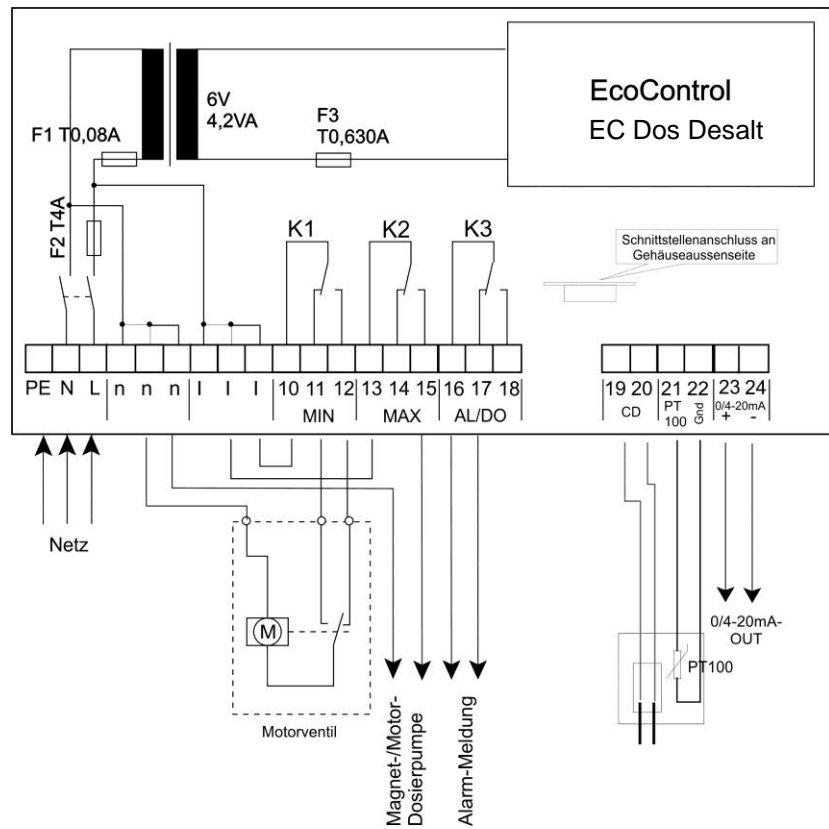 EcoControl
EC Dos Desalt
6V
4,2VA
F3
T0,630A
F1 T0,08A
F2 T4A
K1
K2
K3
Schnittstellenanschluss an
Gehäuseaussenseite
PE N L n n n l l l 10 11 12 13 14 15 16 17 18
MIN MAX AL/DO
19 20 21 22 23 24
CD
PT
100
Gnd
0/4-20mA
+ -
Netz
M
Motorventil
Magnet-/Motor-
Dosierpumpe
Alarm-Meldung
0/4-20mA-
OUT
PT100